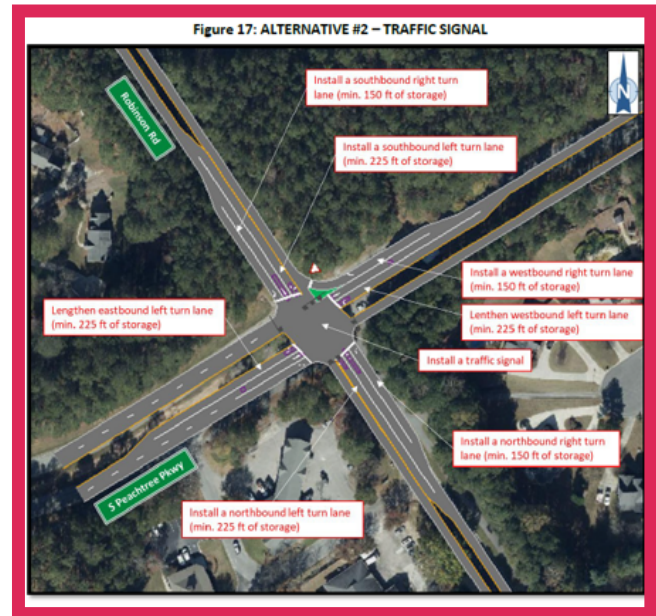 Figure 17: ALTERNATIVE #2 – TRAFFIC SIGNAL
N
Robinson Rd
Install a southbound right turn
lane (min. 150 ft of storage)
Install a southbound left turn lane
(min. 225 ft of storage)
Install a westbound right turn lane
(min. 150 ft of storage)
Lengthen eastbound left turn lane
(min. 225 ft of storage)
Lenthen westbound left turn lane
(min. 225 ft of storage)
Install a traffic signal
Install a northbound right turn
lane (min. 150 ft of storage)
S Peachtree Pkwy
Install a northbound left turn lane
(min. 225 ft of storage)